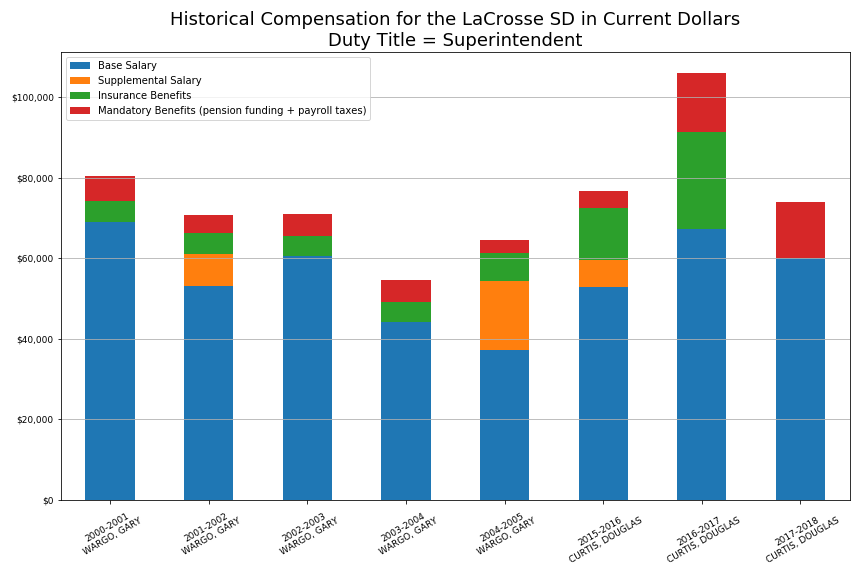 Historical Compensation for the LaCrosse SD in Current Dollars
Duty Title = Superintendent
Base Salary
Supplemental Salary
Insurance Benefits
Mandatory Benefits (pension funding + payroll taxes)
$100,000
$80,000
$60,000
$40,000
$20,000
$0
2000-2001
WARGO, GARY
2001-2002
WARGO, GARY
2002-2003
WARGO, GARY
2003-2004
WARGO, GARY
2004-2005
WARGO, GARY
2015-2016
CURTIS, DOUGLAS
2016-2017
CURTIS, DOUGLAS
2017-2018
CURTIS, DOUGLAS